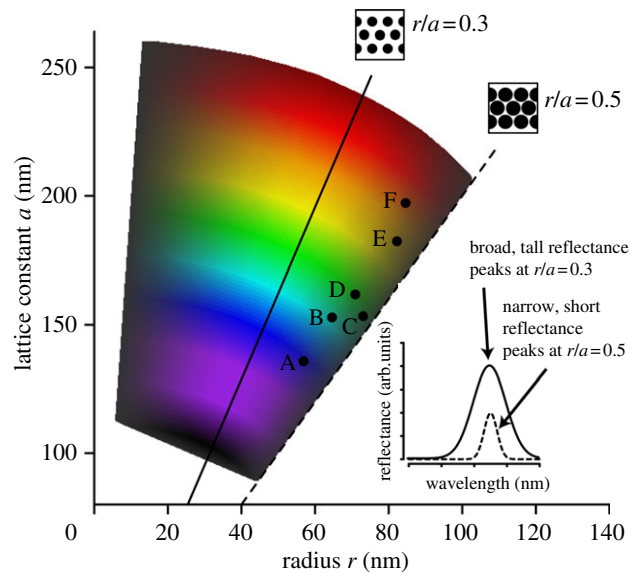 r/a = 0.3
r/a = 0.5
250
200
150
100
0
20
40
60
80
100
120
140
lattice constant a (nm)
radius r (nm)
F
E
D
B
C
A
broad, tall reflectance
peaks at r/a = 0.3
narrow, short
reflectance
peaks at r/a = 0.5
reflectance (arb.units)
wavelength (nm)